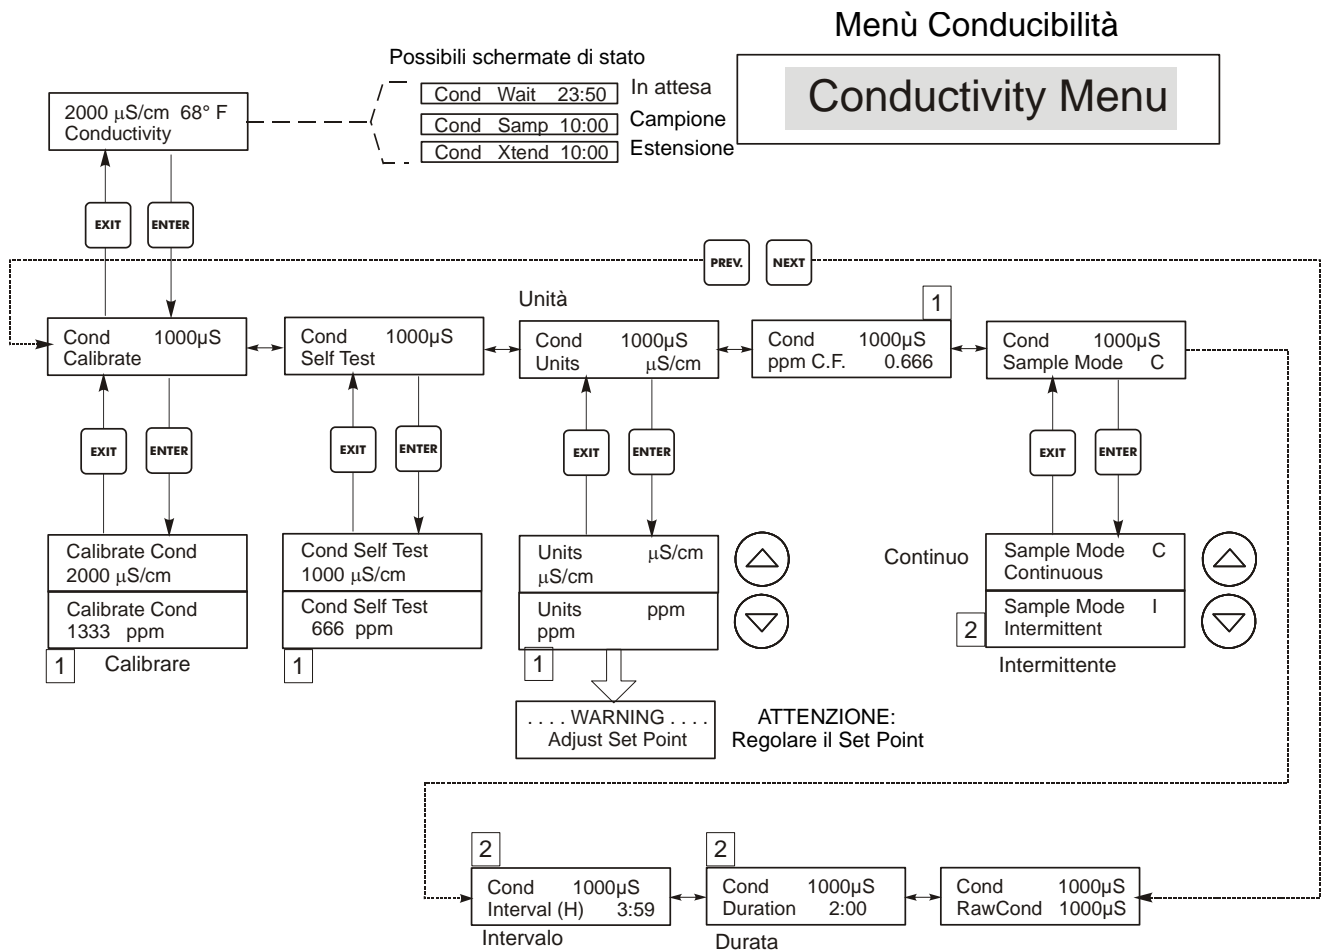 Menù Conducibilità
Conductivity Menu
Possibili schermate di stato
2000 µS/cm 68° F
Conductivity
Cond Wait 23:50
In attesa
Cond Samp 10:00
Campione
Cond Xtend 10:00
Estensione
EXIT
ENTER
PREV.
NEXT
Unità
1
Cond 1000µS
Calibrate
Cond 1000µS
Self Test
Cond 1000µS
Units µS/cm
Cond 1000µS
ppm C.F. 0.666
Cond 1000µS
Sample Mode C
EXIT
ENTER
EXIT
ENTER
EXIT
ENTER
EXIT
ENTER
Calibrate Cond
2000 µS/cm
Calibrate Cond
1333 ppm
1
Calibrare
Cond Self Test
1000 µS/cm
Cond Self Test
666 ppm
1
Units µS/cm
µS/cm
Units ppm
ppm
1
Continuo
Sample Mode C
Continuous
Sample Mode I
Intermittent
2
Intermittente
. . . . WARNING . . . .
Adjust Set Point
ATTENZIONE:
Regolare il Set Point
2
Cond 1000µS
Interval (H) 3:59
Intervalo
2
Cond 1000µS
Duration 2:00
Durata
Cond 1000µS
RawCond 1000µS